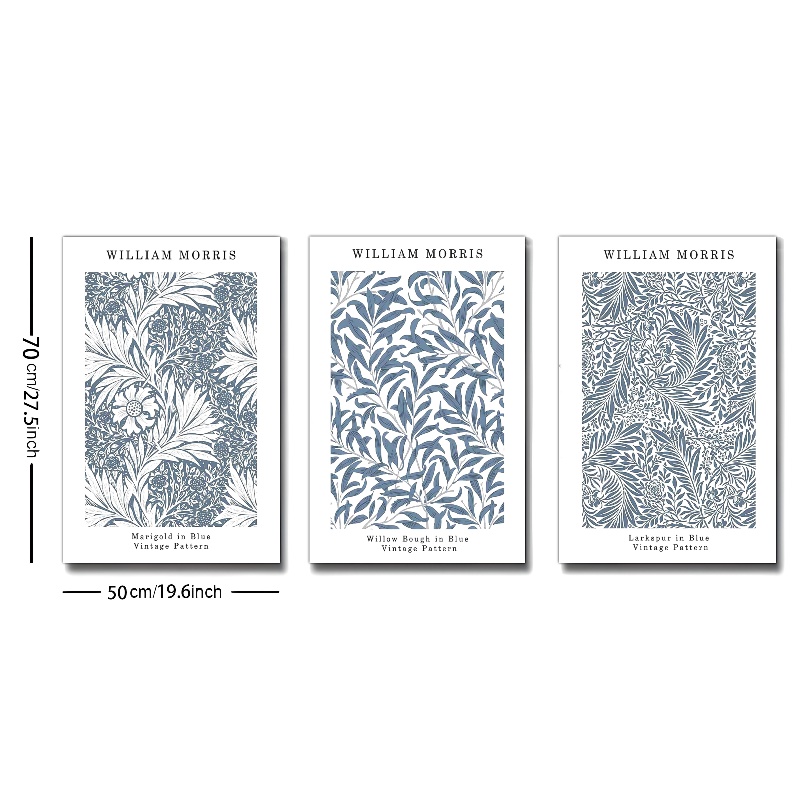 WILLIAM MORRIS
Marigold in Blue
Vintage Pattern
WILLIAM MORRIS
Willow Bough in Blue
Vintage Pattern
WILLIAM MORRIS
Larkspur in Blue
Vintage Pattern
70cm/27.5inch
50cm/19.6inch